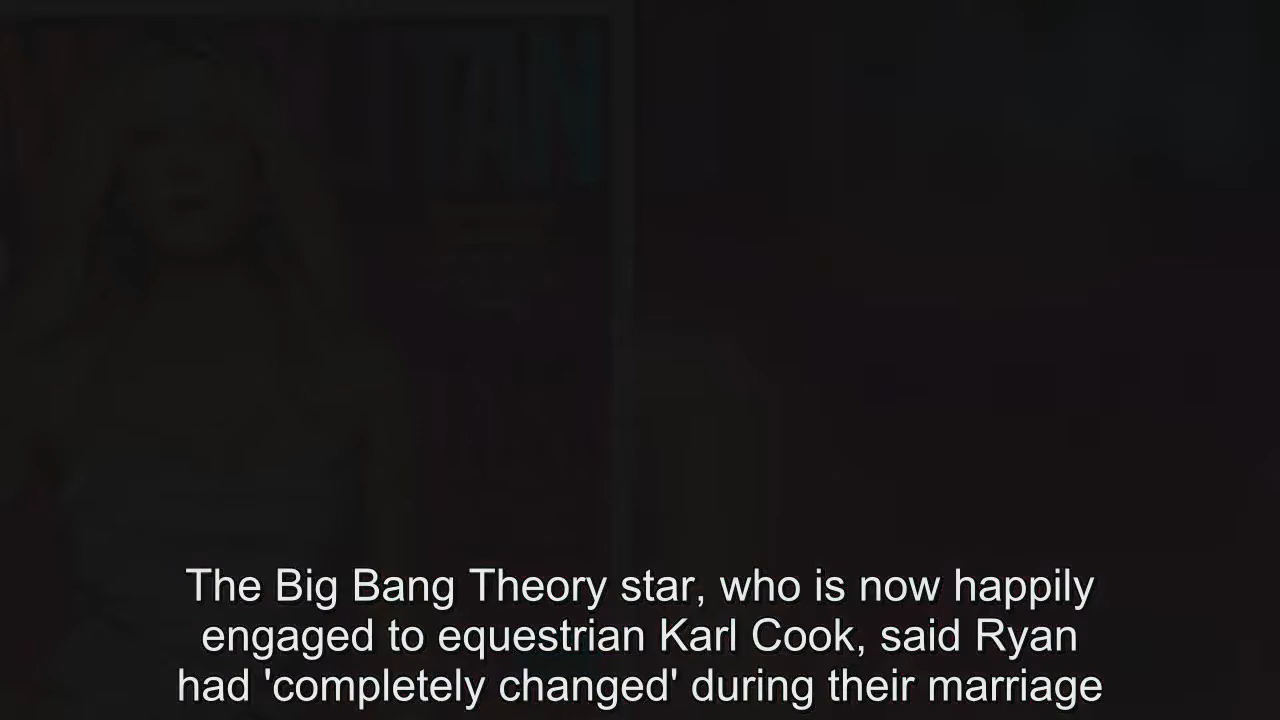 The Big Bang Theory star, who is now happily
engaged to equestrian Karl Cook, said Ryan
had 'completely changed' during their marriage